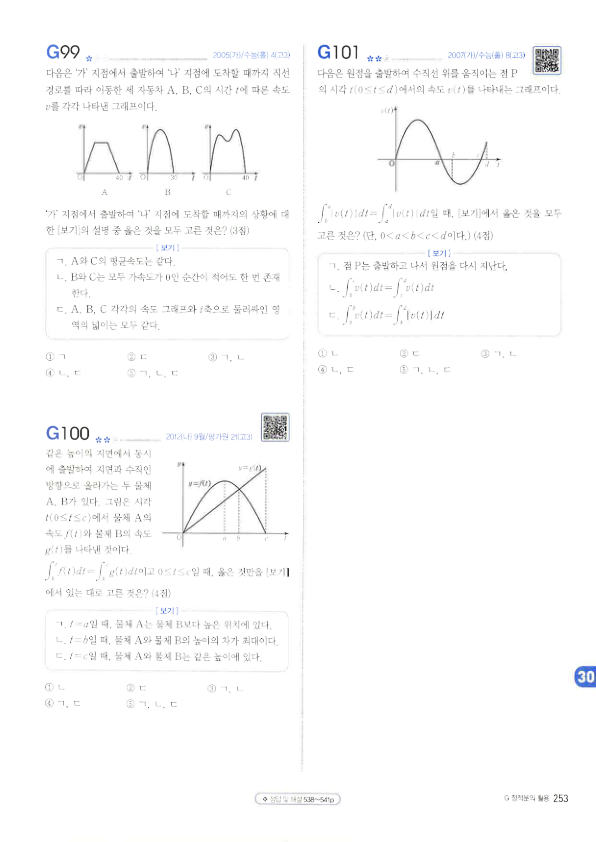 G99
2005(가)/수능(홀) 4(고3)
다음은 '가' 지점에서 출발하여 '나' 지점에 도착할 때까지 직선
경로를 따라 이동한 세 자동차 A, B, C의 시간 t에 따른 속도
v를 각각 나타낸 그래프이다.
v v v
O 40 t O 30 t O 40 t
A B C
'가' 지점에서 출발하여 '나' 지점에 도착할 때까지의 상황에 대
한 [보기]의 설명 중 옳은 것을 모두 고른 것은? (3점)
[보기]
ㄱ. A와 C의 평균속도는 같다.
ㄴ. B와 C는 모두 가속도가 0인 순간이 적어도 한 번 존재
한다.
ㄷ. A, B, C 각각의 속도 그래프와 t축으로 둘러싸인 영
역의 넓이는 모두 같다.
① ㄱ ② ㄷ ③ ㄱ, ㄴ
④ ㄴ, ㄷ ⑤ ㄱ, ㄴ, ㄷ
G100
2012(나) 9월/평가원 21(고3)
같은 높이의 지면에서 동시
에 출발하여 지면과 수직인
방향으로 올라가는 두 물체
A, B가 있다. 그림은 시각
t(0≤t≤c)에서 물체 A의
속도 f(t)와 물체 B의 속도
g(t)를 나타낸 것이다.
y y=g(t)
y=f(t)
O a b c t
∫₀ᶜ f(t)dt=∫₀ᶜ g(t)dt이고 0≤t≤c일 때, 옳은 것만을 [보기]
에서 있는 대로 고른 것은? (4점)
[보기]
ㄱ. t=a일 때, 물체 A는 물체 B보다 높은 위치에 있다.
ㄴ. t=b일 때, 물체 A와 물체 B의 높이의 차가 최대이다.
ㄷ. t=c일 때, 물체 A와 물체 B는 같은 높이에 있다.
① ㄴ ② ㄷ ③ ㄱ, ㄴ
④ ㄱ, ㄷ ⑤ ㄱ, ㄴ, ㄷ
G101
2007(가)/수능(홀) 8(고3)
다음은 원점을 출발하여 수직선 위를 움직이는 점 P
의 시각 t(0≤t≤d)에서의 속도 v(t)를 나타내는 그래프이다.
v(t)
O a b c d t
∫₀ᵃ |v(t)|dt=∫ₐᵈ |v(t)|dt일 때, [보기]에서 옳은 것을 모두
고른 것은? (단, 0<a<b<c<d이다.) (4점)
[보기]
ㄱ. 점 P는 출발하고 나서 원점을 다시 지난다.
ㄴ. ∫₀ᶜ v(t)dt=∫꜀ᵈ v(t)dt
ㄷ. ∫₀ᵇ v(t)dt=∫ᵦᵈ |v(t)|dt
① ㄴ ② ㄷ ③ ㄱ, ㄴ
④ ㄴ, ㄷ ⑤ ㄱ, ㄴ, ㄷ
30
정답 및 해설 538~541p
G 정적분의 활용 253